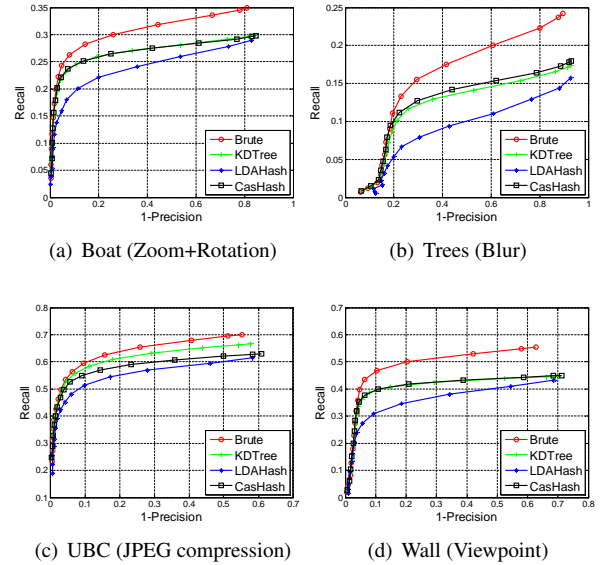 0.35
0.3
0.25
0.2
0.15
0.1
0.05
0
Recall
0 0.2 0.4 0.6 0.8 1
1-Precision
Brute
KDTree
LDAHash
CasHash
(a) Boat (Zoom+Rotation)
0.25
0.2
0.15
0.1
0.05
0
Recall
0 0.2 0.4 0.6 0.8 1
1-Precision
Brute
KDTree
LDAHash
CasHash
(b) Trees (Blur)
0.8
0.7
0.6
0.5
0.4
0.3
0.2
0.1
Recall
0 0.1 0.2 0.3 0.4 0.5 0.6 0.7
1-Precision
Brute
KDTree
LDAHash
CasHash
(c) UBC (JPEG compression)
0.7
0.6
0.5
0.4
0.3
0.2
0.1
0
Recall
0 0.1 0.2 0.3 0.4 0.5 0.6 0.7 0.8
1-Precision
Brute
KDTree
LDAHash
CasHash
(d) Wall (Viewpoint)